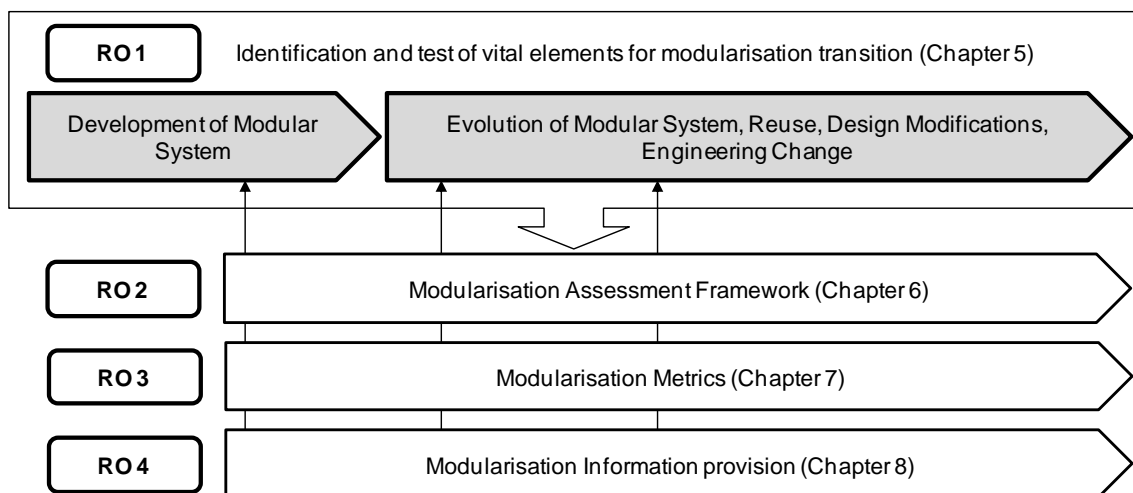 RO1
Identification and test of vital elements for modularisation transition (Chapter 5)
Development of Modular
System
Evolution of Modular System, Reuse, Design Modifications,
Engineering Change
RO2
Modularisation Assessment Framework (Chapter 6)
RO3
Modularisation Metrics (Chapter 7)
RO4
Modularisation Information provision (Chapter 8)